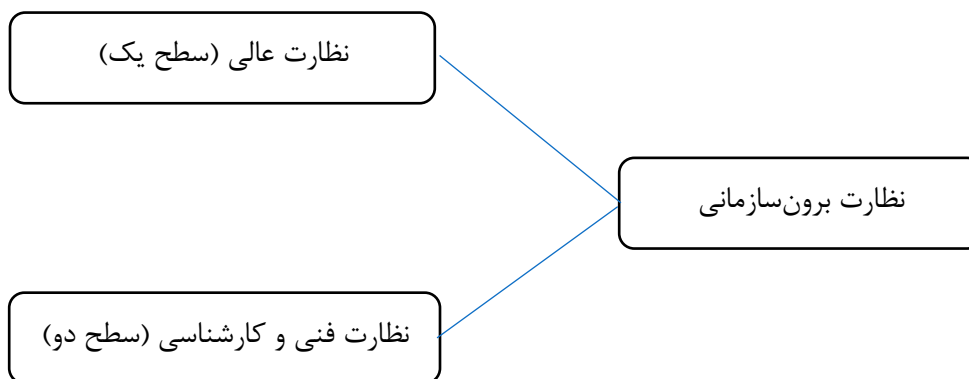 نظارت عالی (سطح یک)
نظارت برون‌سازمانی
نظارت فنی و کارشناسی (سطح دو)